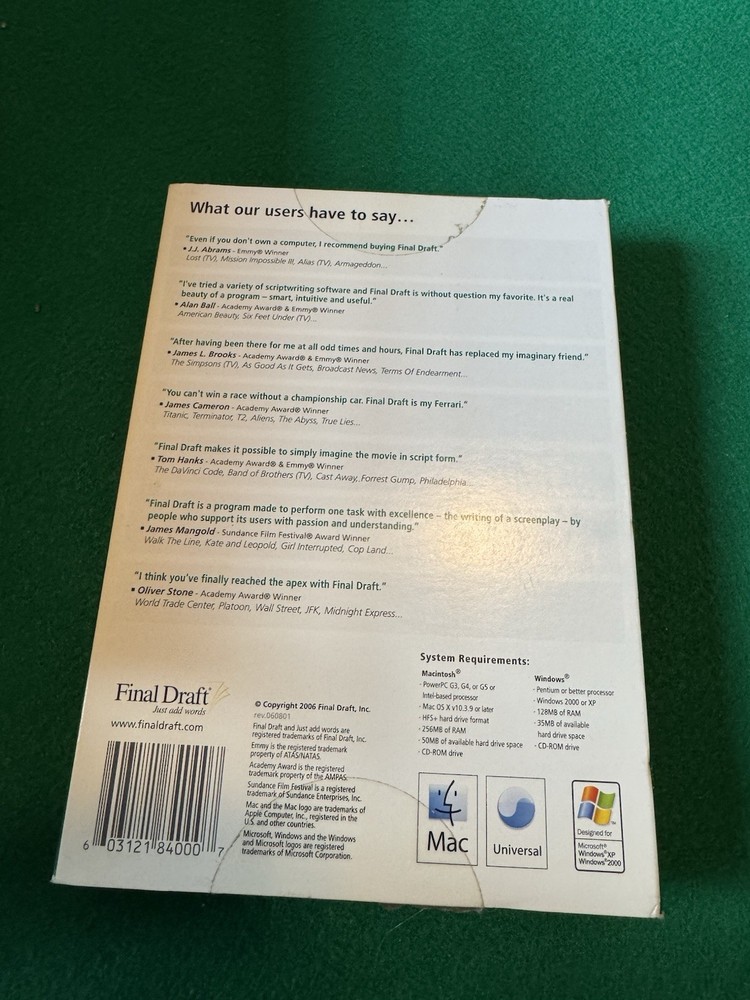 What our users have to say...
"Even if you don't own a computer, I recommend buying Final Draft."
• J.J. Abrams - Emmy® Winner
Lost (TV), Mission Impossible III, Alias (TV), Armageddon...
"I've tried a variety of scriptwriting software and Final Draft is without question my favorite. It's a real
beauty of a program – smart, intuitive and useful."
• Alan Ball - Academy Award® & Emmy® Winner
American Beauty, Six Feet Under (TV)...
"After having been there for me at all odd times and hours, Final Draft has replaced my imaginary friend."
• James L. Brooks - Academy Award® & Emmy® Winner
The Simpsons (TV), As Good As It Gets, Broadcast News, Terms Of Endearment...
"You can't win a race without a championship car. Final Draft is my Ferrari."
• James Cameron - Academy Award® Winner
Titanic, Terminator, T2, Aliens, The Abyss, True Lies...
"Final Draft makes it possible to simply imagine the movie in script form."
• Tom Hanks - Academy Award® & Emmy® Winner
The DaVinci Code, Band of Brothers (TV), Cast Away, Forrest Gump, Philadelphia...
"Final Draft is a program made to perform one task with excellence – the writing of a screenplay – by
people who support its users with passion and understanding."
• James Mangold - Sundance Film Festival® Award Winner
Walk The Line, Kate and Leopold, Girl Interrupted, Cop Land...
"I think you've finally reached the apex with Final Draft."
• Oliver Stone - Academy Award® Winner
World Trade Center, Platoon, Wall Street, JFK, Midnight Express...
Final Draft®
Just add words
www.finaldraft.com
6 03121 84000 7
© Copyright 2006 Final Draft, Inc.
rev.060801
Final Draft and Just add words are
registered trademarks of Final Draft, Inc.
Emmy is the registered trademark
property of ATAS/NATAS.
Academy Award is the registered
trademark property of the AMPAS.
Sundance Film Festival is a registered
trademark of Sundance Enterprises, Inc.
Mac and the Mac logo are trademarks of
Apple Computer, Inc., registered in the
U.S. and other countries.
Microsoft, Windows and the Windows
and Microsoft logos are registered
trademarks of Microsoft Corporation.
System Requirements:
Macintosh®
· PowerPC G3, G4, or G5 or
Intel-based processor
· Mac OS X v10.3.9 or later
· HFS+ hard drive format
· 256MB of RAM
· 50MB of available hard drive space
· CD-ROM drive
Windows®
· Pentium or better processor
· Windows 2000 or XP
· 128MB of RAM
· 35MB of available
hard drive space
· CD-ROM drive
Mac
Universal
Designed for
Microsoft®
Windows®XP
Windows®2000